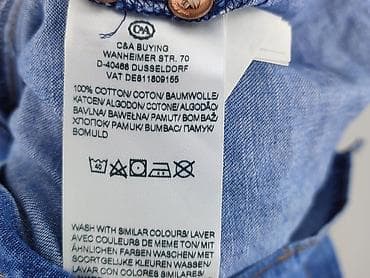 C&A
C&A BUYING
WANHEIMER STR. 70
D-40468 DUSSELDORF
VAT DE811809155
100% COTTON/ COTON/ BAUMWOLLE/
KATOEN/ ALGODON/ COTONE/ ALGODÃO/
BAVLNA/ BAWEŁNA/ PAMUT/ BOMBAŽ/
ХЛОПОК/ PAMUK/ BUMBAC/ ПАМУК/
BOMULD
WASH WITH SIMILAR COLOURS/ LAVER
AVEC COULEURS DE MEME TON/ MIT
ÄHNLICHEN FARBEN WASCHEN/ MET
SOORTGELIJKE KLEUREN WASSEN/
LAVAR CON COLORES SIMILARES/